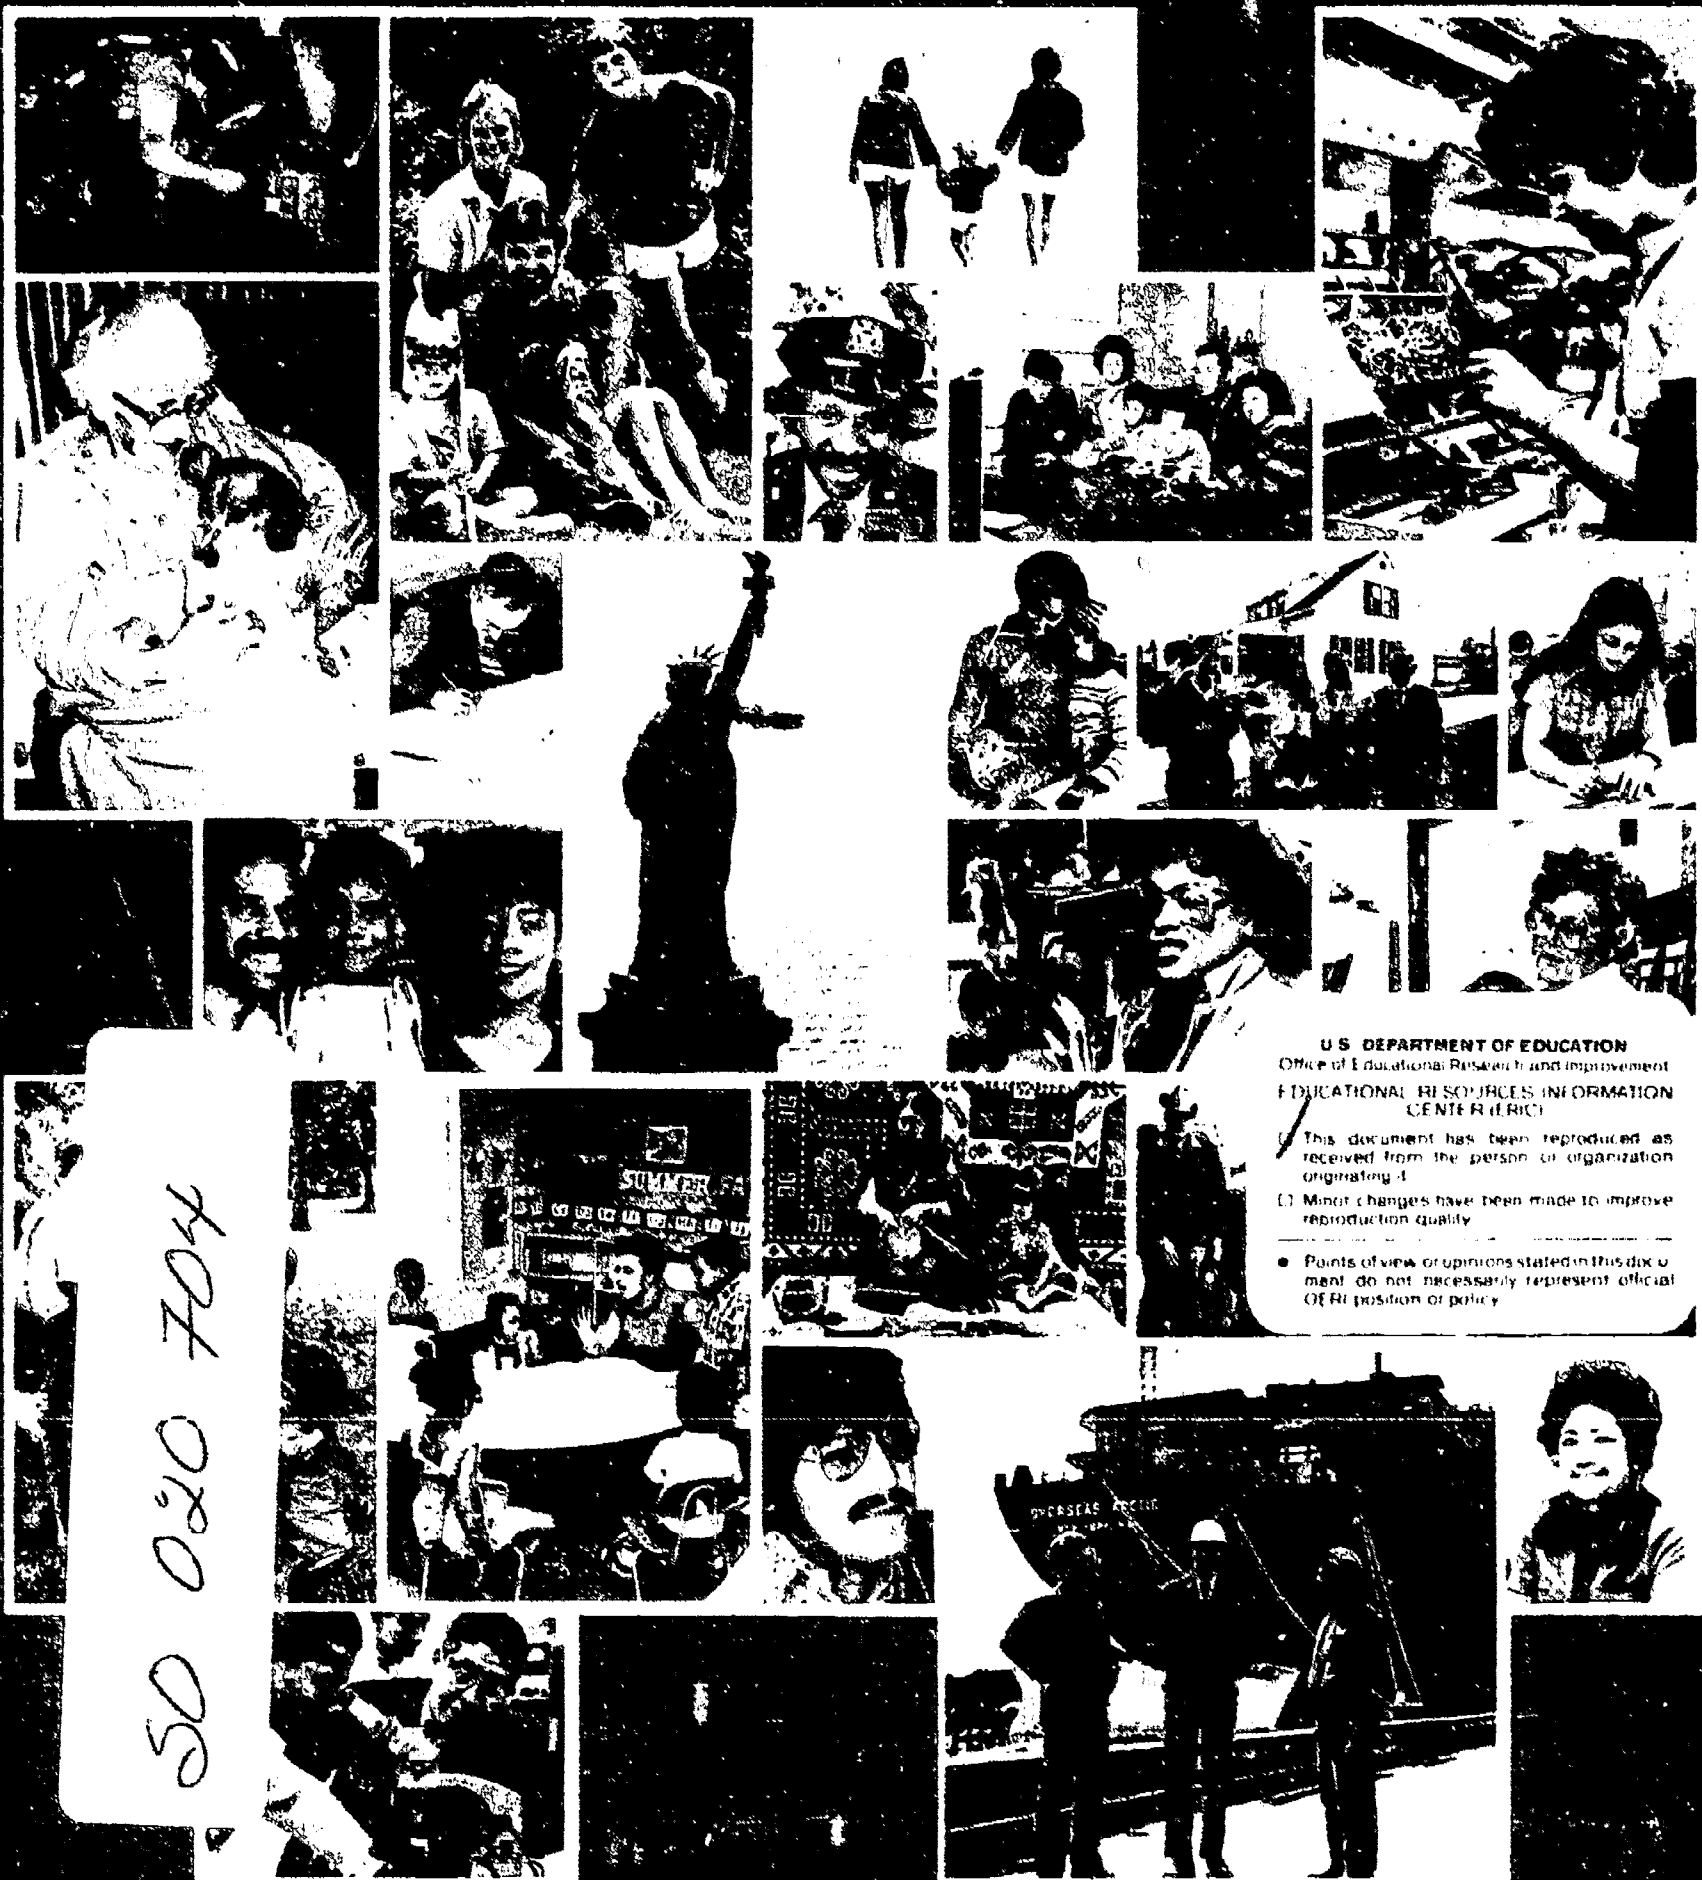 U S DEPARTMENT OF EDUCATION
Office of Educational Research and Improvement
EDUCATIONAL RESOURCES INFORMATION
CENTER (ERIC)
This document has been reproduced as
received from the person or organization
originating it
Minor changes have been made to improve
reproduction quality
● Points of view or opinions stated in this docu
ment do not necessarily represent official
OERI position or policy
SUMMER FA
OVERSEAS ARCTIC
SO 020 704